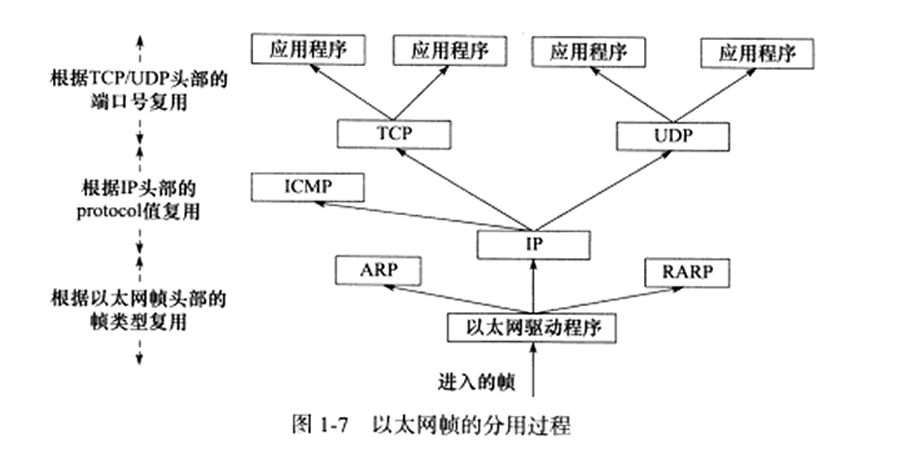 应用程序 应用程序 应用程序 应用程序
根据TCP/UDP头部的
端口号复用
TCP UDP
根据IP头部的
protocol值复用
ICMP
IP
ARP RARP
根据以太网帧头部的
帧类型复用
以太网驱动程序
进入的帧
图 1-7 以太网帧的分用过程